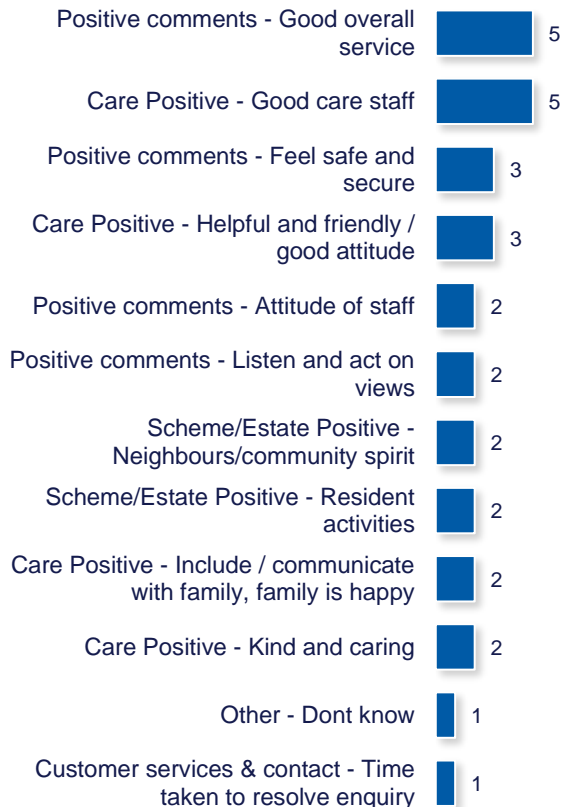 Positive comments - Good overall
service
5
Care Positive - Good care staff
5
Positive comments - Feel safe and
secure
3
Care Positive - Helpful and friendly /
good attitude
3
Positive comments - Attitude of staff
2
Positive comments - Listen and act on
views
2
Scheme/Estate Positive -
Neighbours/community spirit
2
Scheme/Estate Positive - Resident
activities
2
Care Positive - Include / communicate
with family, family is happy
2
Care Positive - Kind and caring
2
Other - Dont know
1
Customer services & contact - Time
taken to resolve enquiry
1